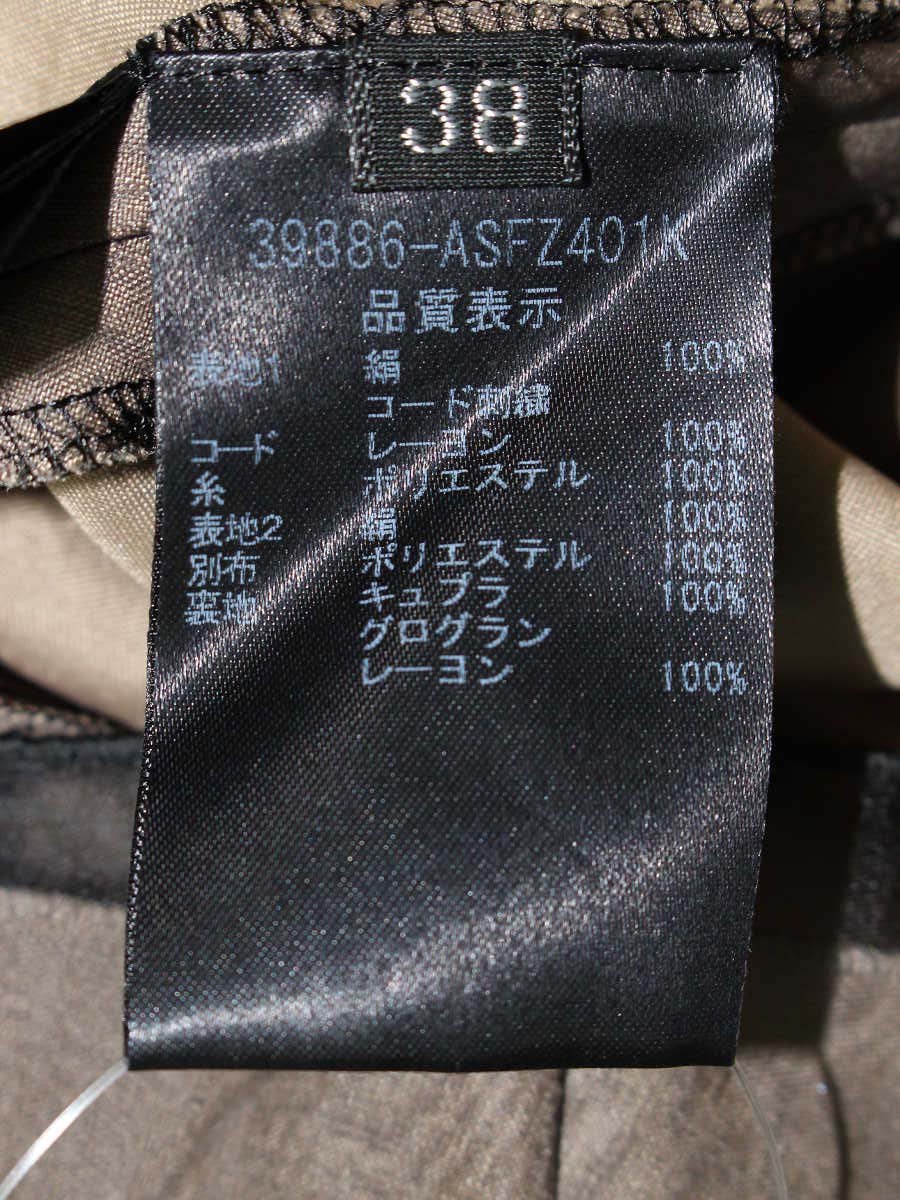 38
39886-ASFZ401K
品質表示
表地1 絹 100%
コード刺繍
コード レーヨン 100%
糸 ポリエステル 100%
表地2 絹 100%
別布 ポリエステル 100%
裏地 キュプラ 100%
グログラン
レーヨン 100%